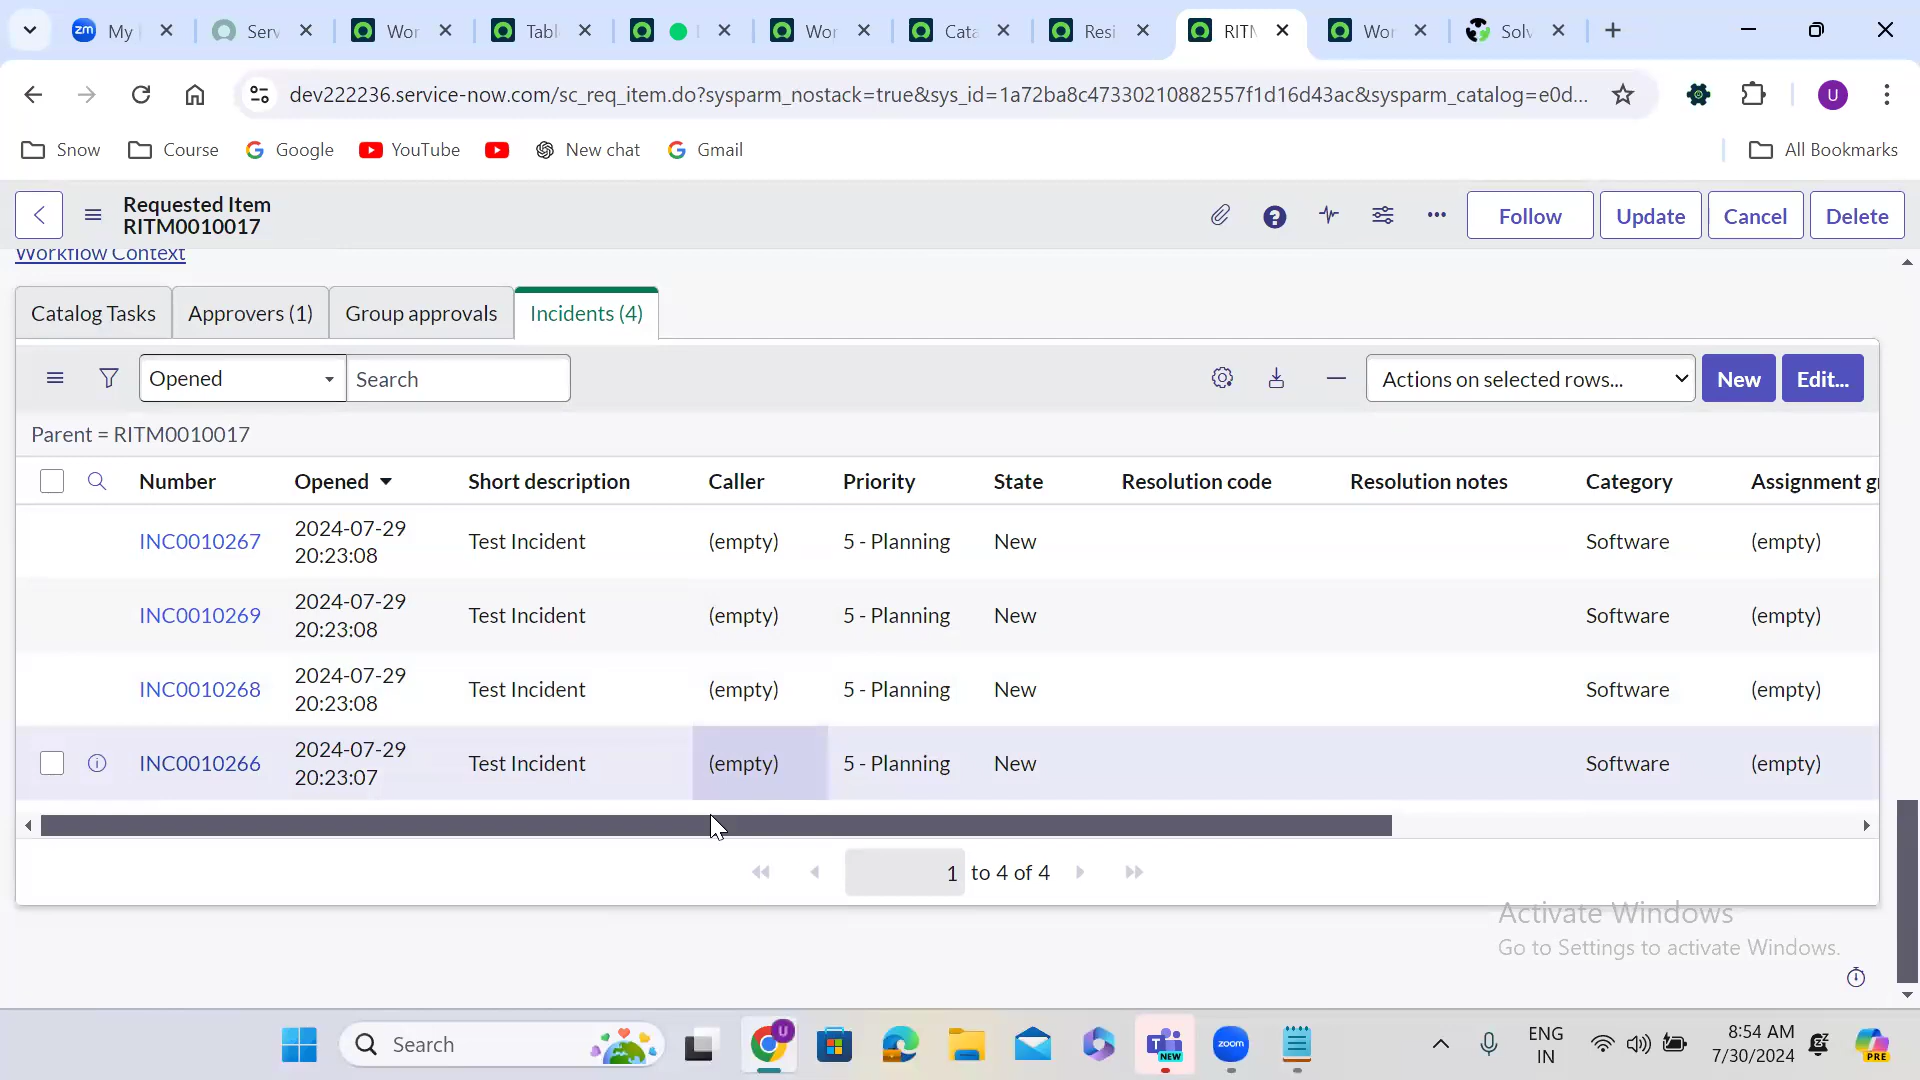 zm My Serv Wor Tabl Wor Cata Resi RITM Wor Solv
dev222236.service-now.com/sc_req_item.do?sysparm_nostack=true&sys_id=1a72ba8c47330210882557f1d16d43ac&sysparm_catalog=e0d... U
Snow Course Google YouTube New chat Gmail All Bookmarks
Requested Item
RITM0010017
Follow Update Cancel Delete
Workflow Context
Catalog Tasks Approvers (1) Group approvals Incidents (4)
Opened Search Actions on selected rows... New Edit...
Parent = RITM0010017
Number Opened Short description Caller Priority State Resolution code Resolution notes Category Assignment gr
INC0010267 2024-07-29 20:23:08 Test Incident (empty) 5 - Planning New Software (empty)
INC0010269 2024-07-29 20:23:08 Test Incident (empty) 5 - Planning New Software (empty)
INC0010268 2024-07-29 20:23:08 Test Incident (empty) 5 - Planning New Software (empty)
INC0010266 2024-07-29 20:23:07 Test Incident (empty) 5 - Planning New Software (empty)
1 to 4 of 4
Activate Windows
Go to Settings to activate Windows.
Search U NEW zoom ENG IN 8:54 AM 7/30/2024 PRE